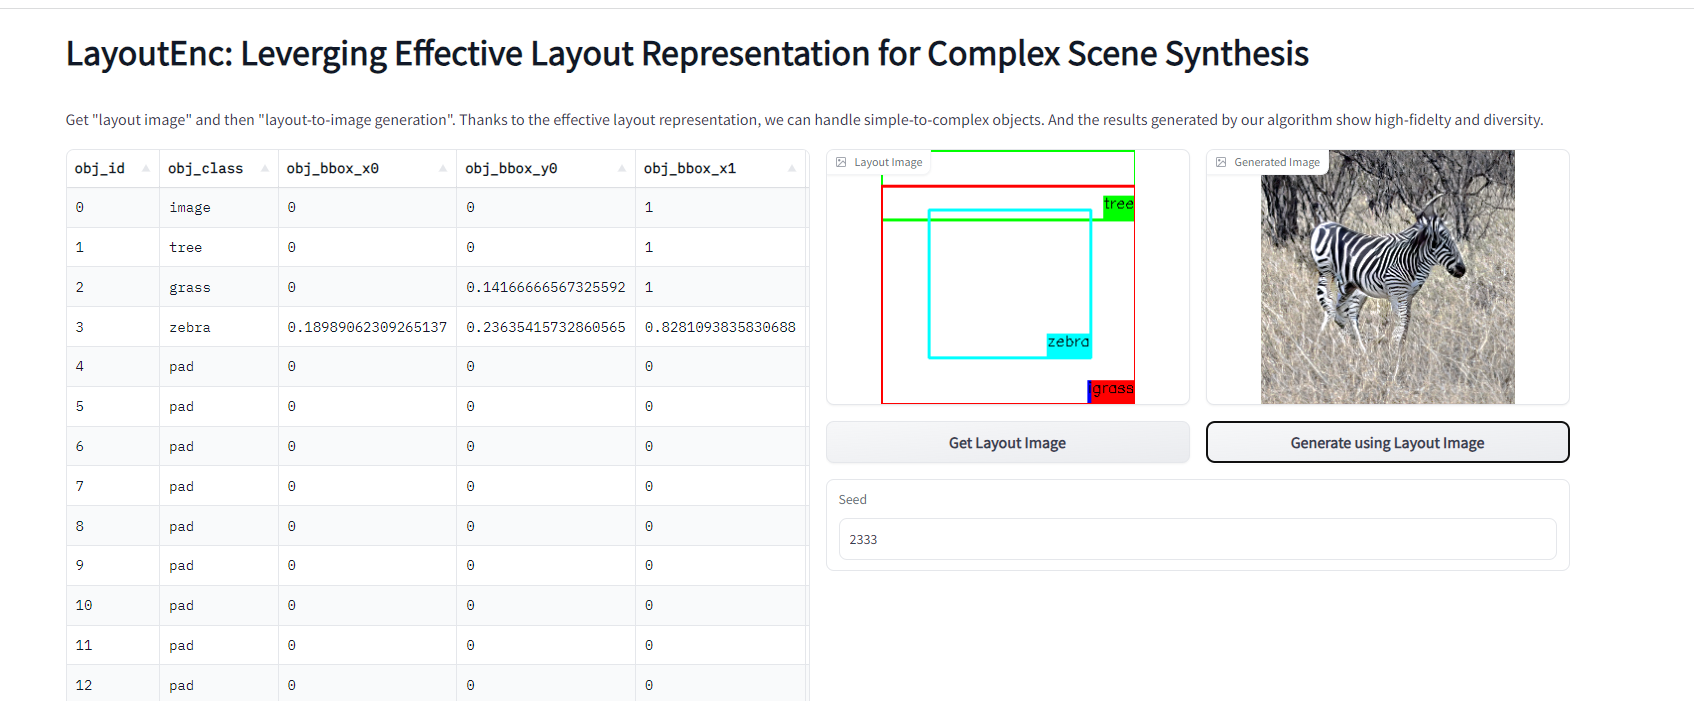 LayoutEnc: Leverging Effective Layout Representation for Complex Scene Synthesis
Get "layout image" and then "layout-to-image generation". Thanks to the effective layout representation, we can handle simple-to-complex objects. And the results generated by our algorithm show high-fidelty and diversity.
obj_id obj_class obj_bbox_x0 obj_bbox_y0 obj_bbox_x1
0 image 0 0 1
1 tree 0 0 1
2 grass 0 0.14166666567325592 1
3 zebra 0.18989062309265137 0.23635415732860565 0.8281093835830688
4 pad 0 0 0
5 pad 0 0 0
6 pad 0 0 0
7 pad 0 0 0
8 pad 0 0 0
9 pad 0 0 0
10 pad 0 0 0
11 pad 0 0 0
12 pad 0 0 0
Layout Image
tree
zebra
grass
Generated Image
Get Layout Image
Generate using Layout Image
Seed
2333